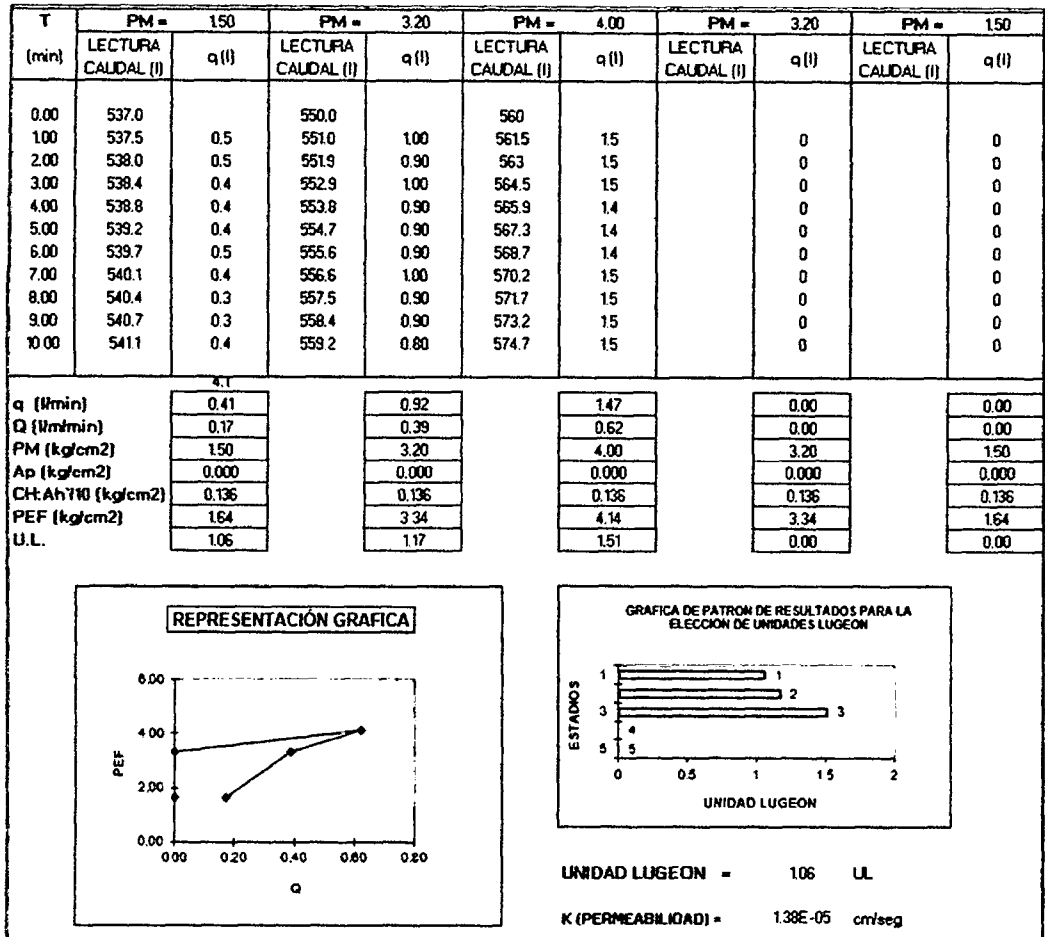 T PM = 1.50 PM = 3.20 PM = 4.00 PM = 3.20 PM = 1.50
(min) LECTURA CAUDAL (l) q (l) LECTURA CAUDAL (l) q (l) LECTURA CAUDAL (l) q (l) LECTURA CAUDAL (l) q (l) LECTURA CAUDAL (l) q (l)
0.00 537.0 550.0 560
1.00 537.5 0.5 551.0 1.00 561.5 1.5 0 0
2.00 538.0 0.5 551.9 0.90 563 1.5 0 0
3.00 538.4 0.4 552.9 1.00 564.5 1.5 0 0
4.00 538.8 0.4 553.8 0.90 565.9 1.4 0 0
5.00 539.2 0.4 554.7 0.90 567.3 1.4 0 0
6.00 539.7 0.5 555.6 0.90 568.7 1.4 0 0
7.00 540.1 0.4 556.6 1.00 570.2 1.5 0 0
8.00 540.4 0.3 557.5 0.90 571.7 1.5 0 0
9.00 540.7 0.3 558.4 0.90 573.2 1.5 0 0
10.00 541.1 0.4 559.2 0.80 574.7 1.5 0 0
4.1
q (l/min) 0.41 0.92 1.47 0.00 0.00
Q (l/m/min) 0.17 0.39 0.62 0.00 0.00
PM (kg/cm2) 1.50 3.20 4.00 3.20 1.50
Ap (kg/cm2) 0.000 0.000 0.000 0.000 0.000
CH:Ah*/10 (kg/cm2) 0.136 0.136 0.136 0.136 0.136
PEF (kg/cm2) 1.64 3.34 4.14 3.34 1.64
U.L. 1.06 1.17 1.51 0.00 0.00
REPRESENTACIÓN GRAFICA
6.00
4.00
2.00
0.00
PEF
0.00 0.20 0.40 0.60 0.80
Q
GRAFICA DE PATRON DE RESULTADOS PARA LA
ELECCION DE UNIDADES LUGEON
ESTADIOS
1 1
2
3 3
4
5 5
0 0.5 1 1.5 2
UNIDAD LUGEON
UNIDAD LUGEON = 1.06 UL
K (PERMEABILIDAD) = 1.38E-05 cm/seg